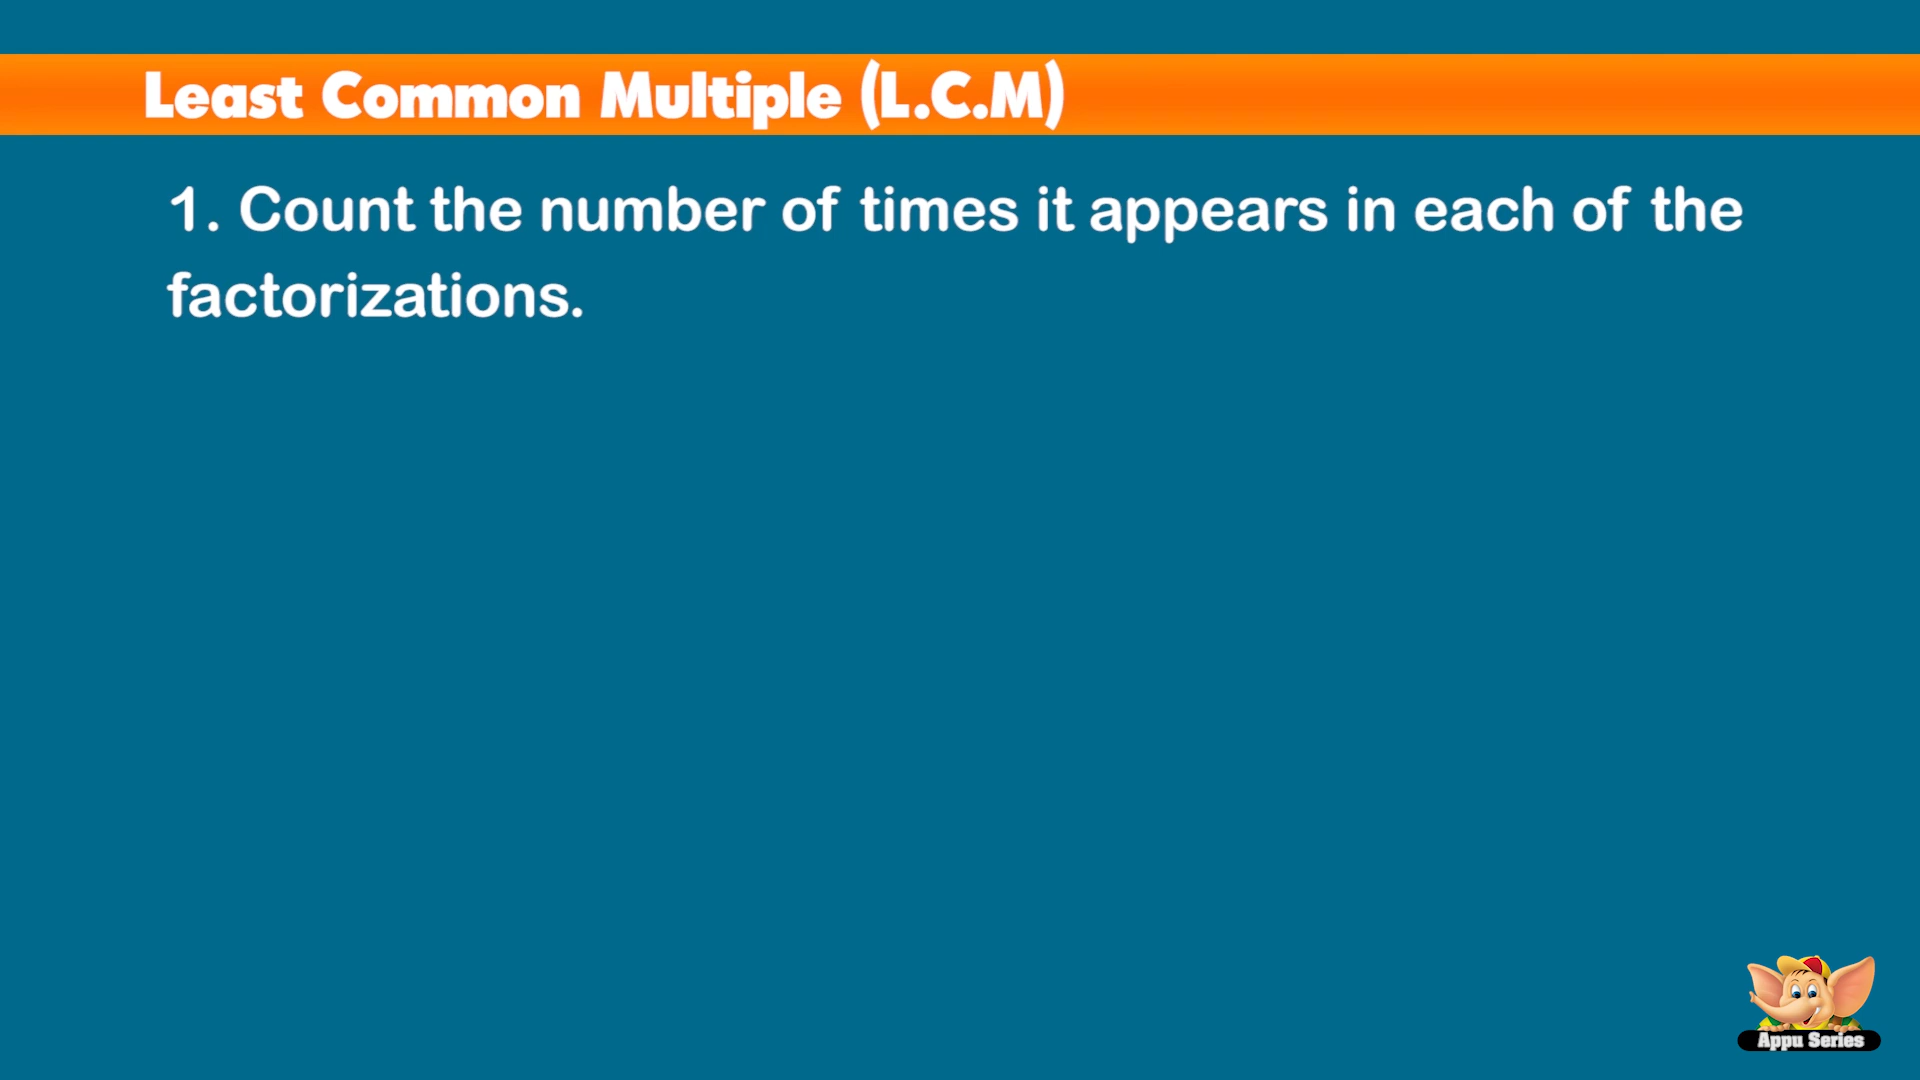 Least Common Multiple (L.C.M)
1. Count the number of times it appears in each of the
factorizations.
Appu Series